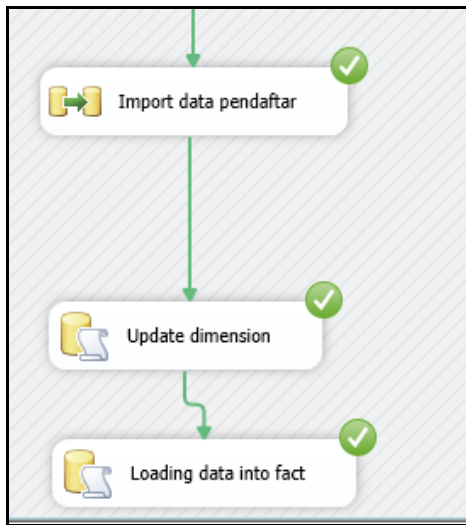 Import data pendaftar
Update dimension
Loading data into fact